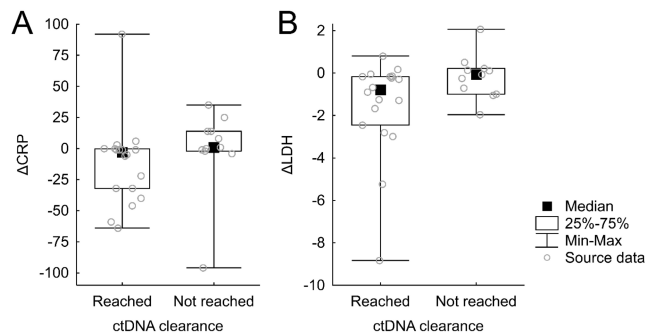 A
ΔCRP
100
75
50
25
0
-25
-50
-75
-100
Reached
Not reached
ctDNA clearance
B
ΔLDH
2
0
-2
-4
-6
-8
-10
Reached
Not reached
ctDNA clearance
Median
25%-75%
Min-Max
Source data